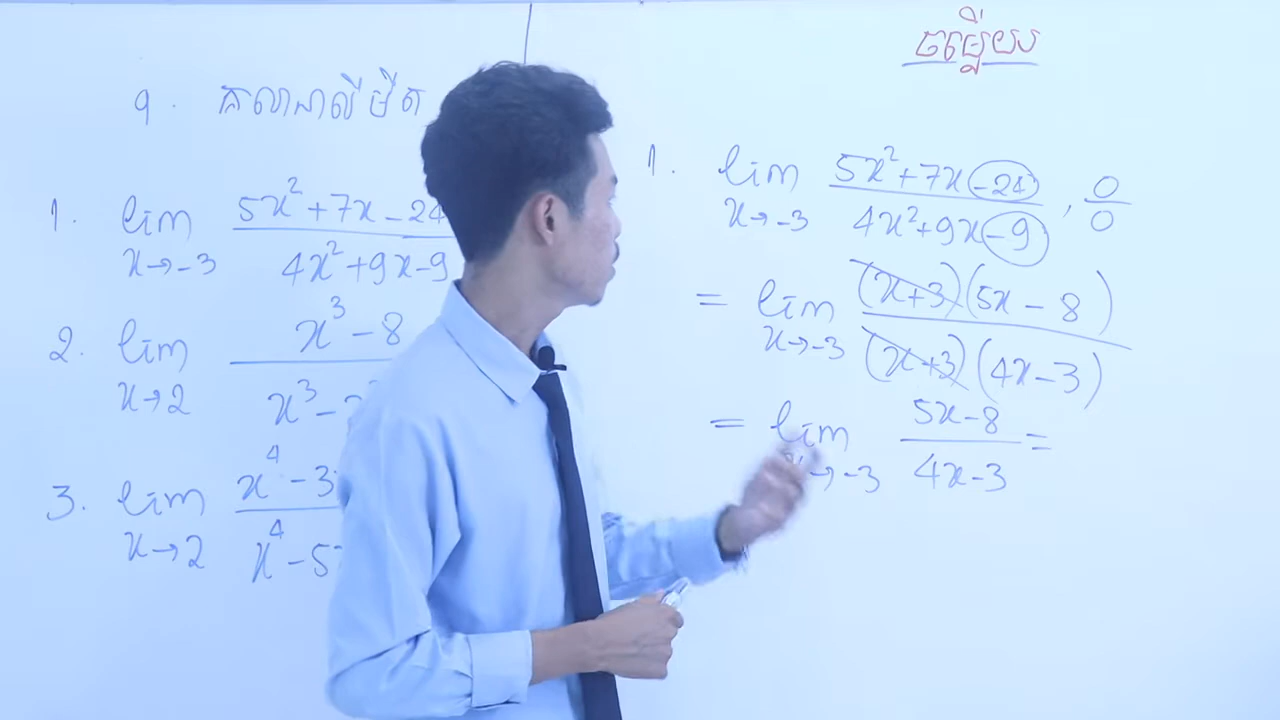 ១. គណនាលីមីត
1. lim x→-3 5x²+7x-24 / 4x²+9x-9
2. lim x→2 x³-8 / x³-
3. lim x→2 x⁴-3 / x⁴-5
ចម្លើយ
1. lim x→-3 5x²+7x-24 / 4x²+9x-9 , 0/0
= lim x→-3 (x+3)(5x-8) / (x+3)(4x-3)
= lim x→-3 5x-8 / 4x-3 =